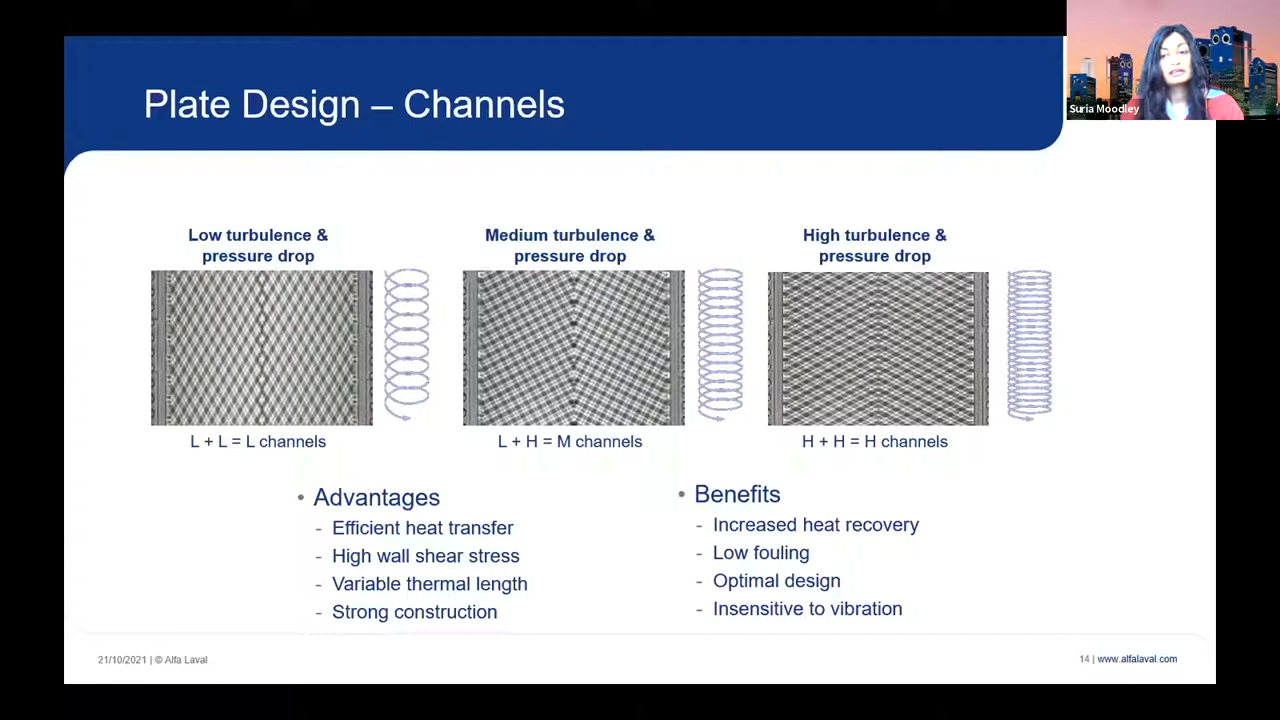 Plate Design – Channels
Suria Moodley
Low turbulence &
pressure drop
Medium turbulence &
pressure drop
High turbulence &
pressure drop
L + L = L channels
L + H = M channels
H + H = H channels
• Advantages
- Efficient heat transfer
- High wall shear stress
- Variable thermal length
- Strong construction
• Benefits
- Increased heat recovery
- Low fouling
- Optimal design
- Insensitive to vibration
21/10/2021 | © Alfa Laval
14 | www.alfalaval.com